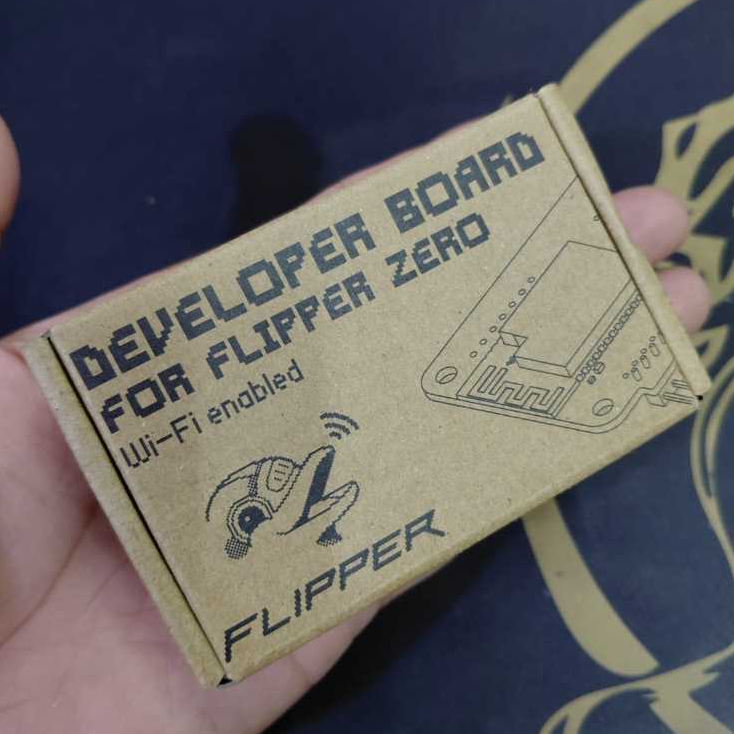 DEVELOPER BOARD
FOR FLIPPER ZERO
Wi-Fi enabled
FLIPPER